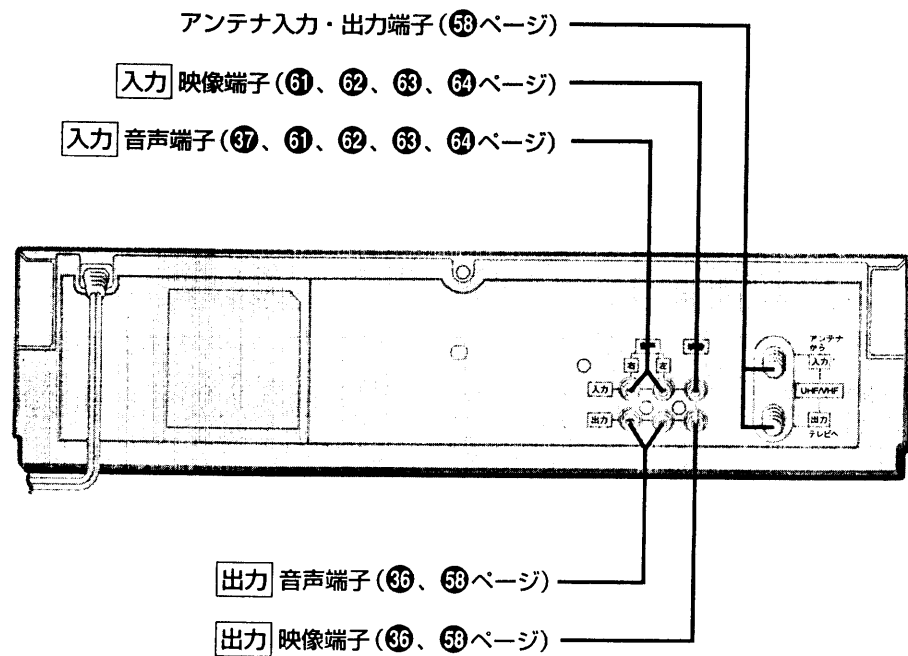 アンテナ入力・出力端子(58ページ)
入力 映像端子(61、62、63、64ページ)
入力 音声端子(37、61、62、63、64ページ)
アンテナ
から
入力
右 左
入力
UHF/VHF
出力
出力
テレビへ
出力 音声端子(36、58ページ)
出力 映像端子(36、58ページ)